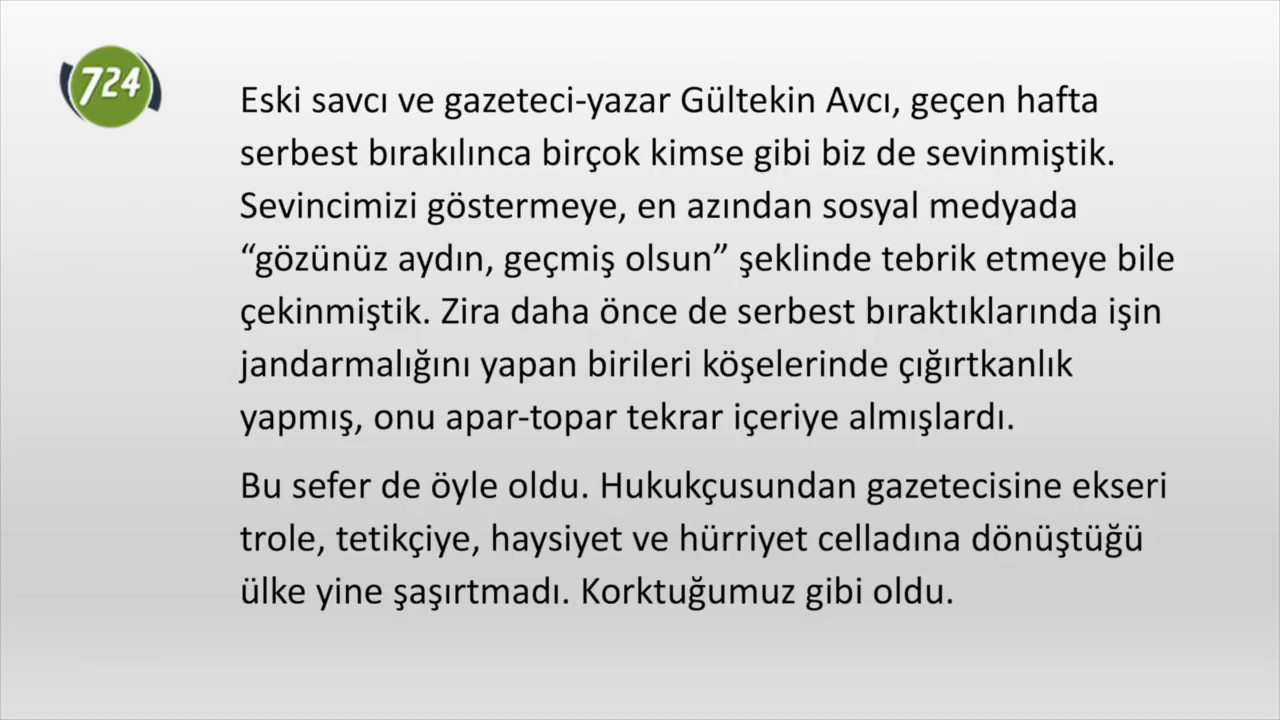 724
Eski savcı ve gazeteci-yazar Gültekin Avcı, geçen hafta
serbest bırakılınca birçok kimse gibi biz de sevinmiştik.
Sevincimizi göstermeye, en azından sosyal medyada
“gözünüz aydın, geçmiş olsun” şeklinde tebrik etmeye bile
çekinmiştik. Zira daha önce de serbest bıraktıklarında işin
jandarmalığını yapan birileri köşelerinde çığırtkanlık
yapmış, onu apar-topar tekrar içeriye almışlardı.
Bu sefer de öyle oldu. Hukukçusundan gazetecisine ekseri
trole, tetikçiye, haysiyet ve hürriyet celladına dönüştüğü
ülke yine şaşırtmadı. Korktuğumuz gibi oldu.